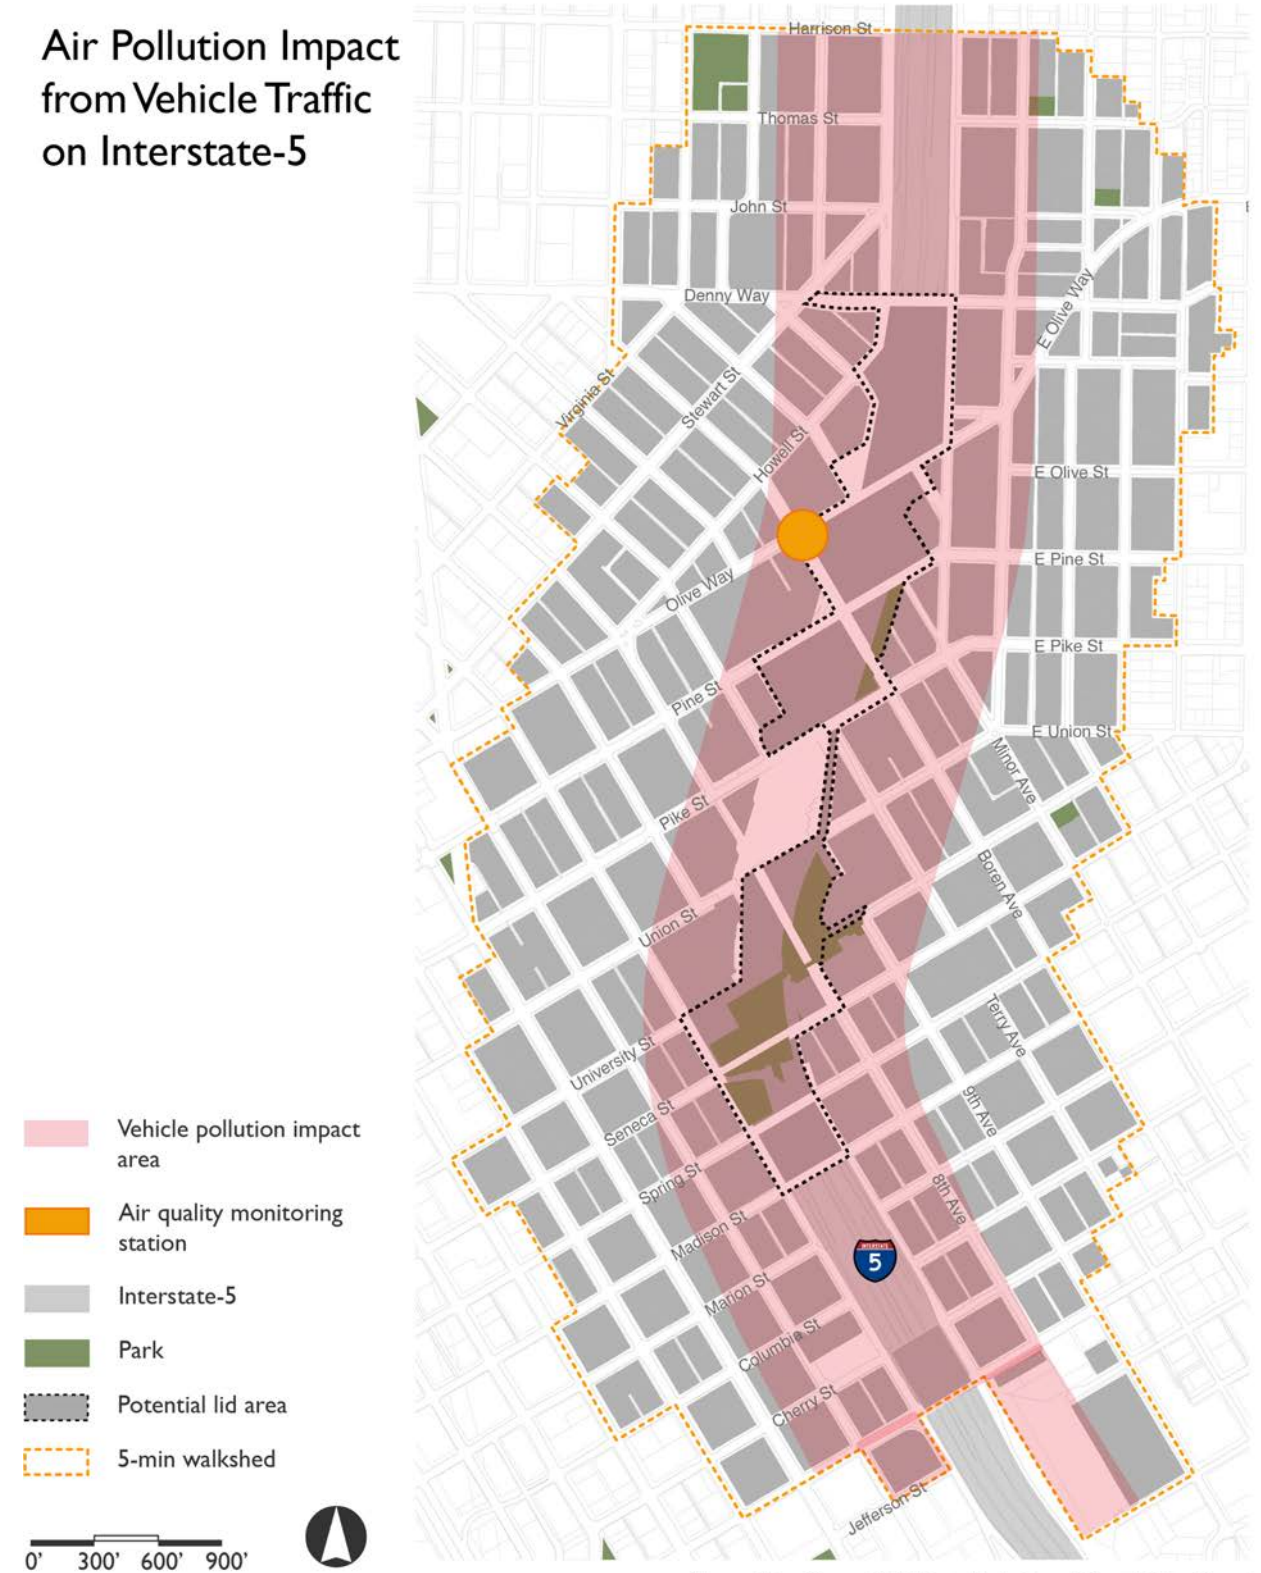 Air Pollution Impact
from Vehicle Traffic
on Interstate-5
Harrison St
Thomas St
John St
Denny Way
E Olive Way
Virginia St
Stewart St
Howell St
E Olive St
E Pine St
Olive Way
E Pike St
Pine St
E Union St
Minor Ave
Pike St
Boren Ave
Union St
Terry Ave
University St
9th Ave
Seneca St
Spring St
8th Ave
Madison St
INTERSTATE
5
Marion St
Columbia St
Cherry St
Jefferson St
Vehicle pollution impact
area
Air quality monitoring
station
Interstate-5
Park
Potential lid area
5-min walkshed
0' 300' 600' 900'